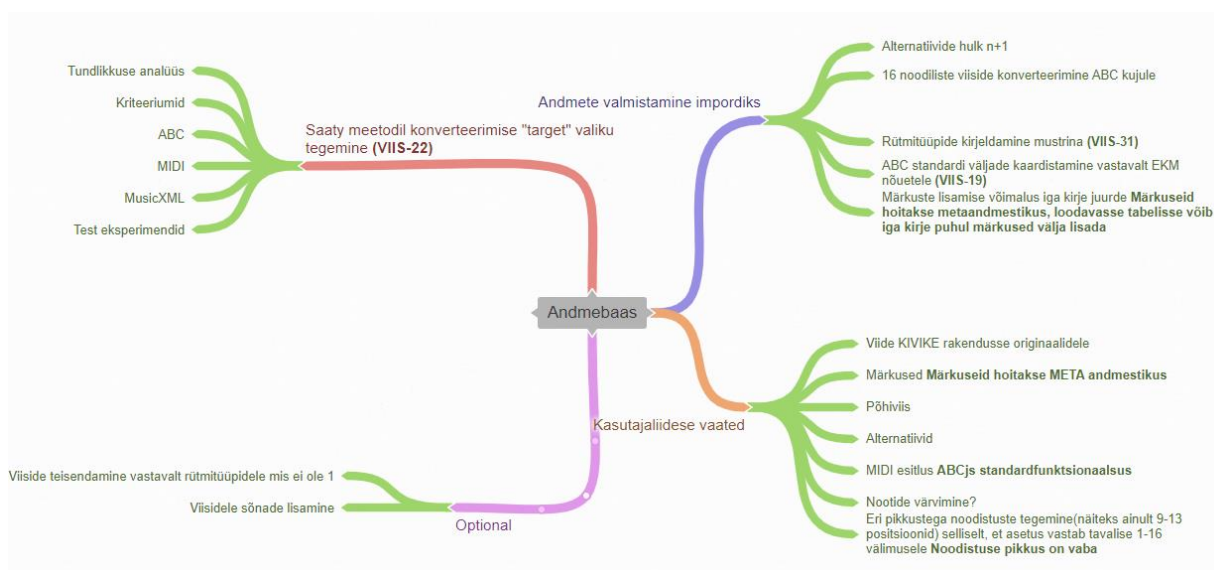 Tundlikkuse analüüs
Kriteeriumid
ABC
MIDI
MusicXML
Test eksperimendid
Saaty meetodil konverteerimise "target" valiku
tegemine (VIIS-22)
Andmete valmistamine impordiks
Alternatiivide hulk n+1
16 noodiliste viiside konverteerimine ABC kujule
Rütmitüüpide kirjeldamine mustrina (VIIS-31)
ABC standardi väljade kaardistamine vastavalt EKM
nõuetele (VIIS-19)
Märkuste lisamise võimalus iga kirje juurde Märkuseid
hoitakse metaandmestikus, loodavasse tabelisse võib
iga kirje puhul märkused välja lisada
Andmebaas
Kasutajaliidese vaated
Viide KIVIKE rakendusse originaalidele
Märkused Märkuseid hoitakse META andmestikus
Põhiviis
Alternatiivid
MIDI esitlus ABCjs standardfunktsionaalsus
Nootide värvimine?
Eri pikkustega noodistuste tegemine(näiteks ainult 9-13
positsioonid) selliselt, et asetus vastab tavalise 1-16
välimusele Noodistuse pikkus on vaba
Viiside teisendamine vastavalt rütmitüüpidele mis ei ole 1
Viisidele sõnade lisamine
Optional